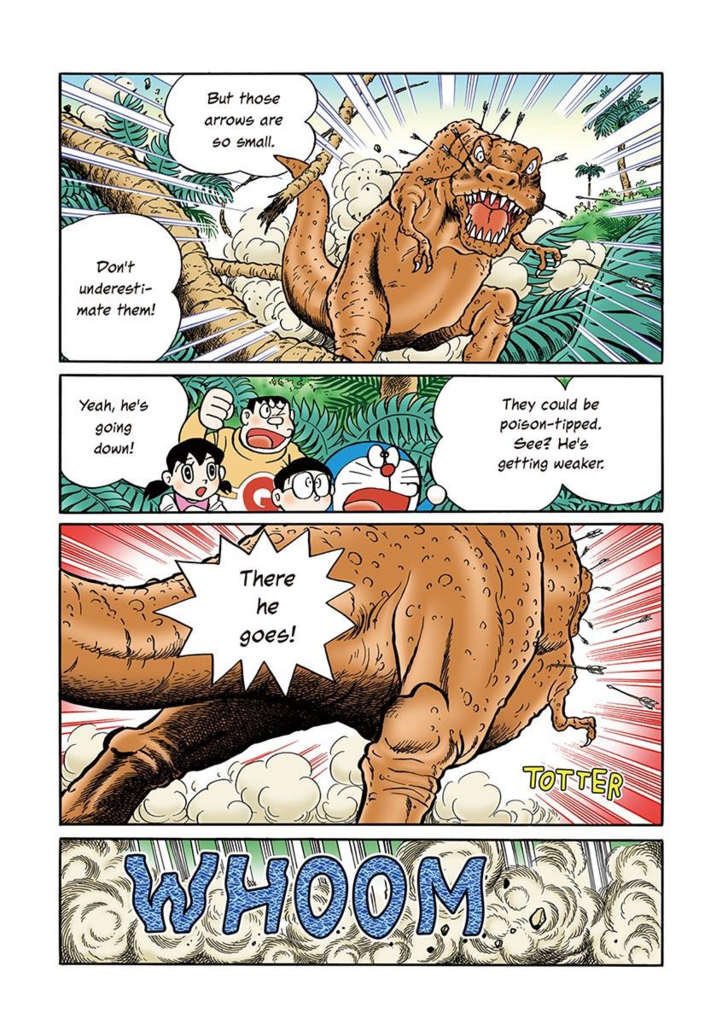 But those
arrows are
so small.
Don't
underesti-
mate them!
Yeah, he's
going
down!
They could be
poison-tipped.
See? He's
getting weaker.
G
There
he
goes!
TOTTER
WHOOM